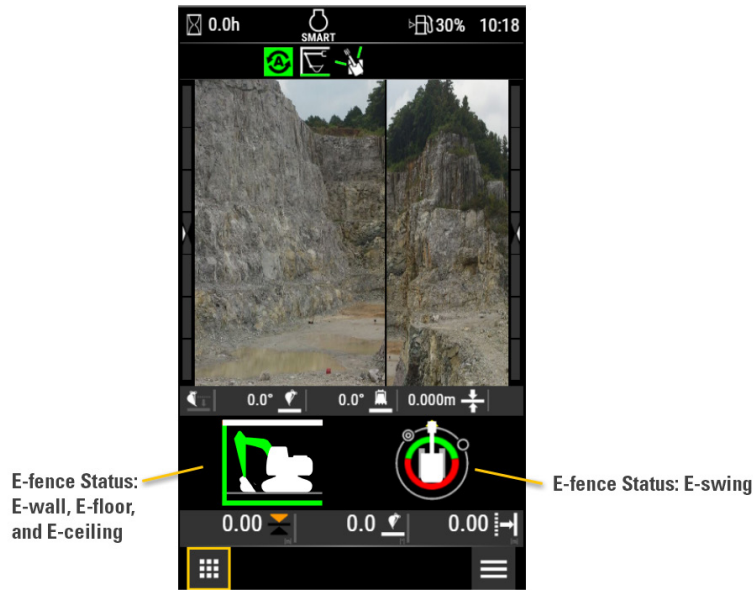 0.0h
SMART
30%
10:18
A
0.0°
0.0°
0.000m
E-fence Status:
E-wall, E-floor,
and E-ceiling
E-fence Status: E-swing
0.00
0.0
0.00